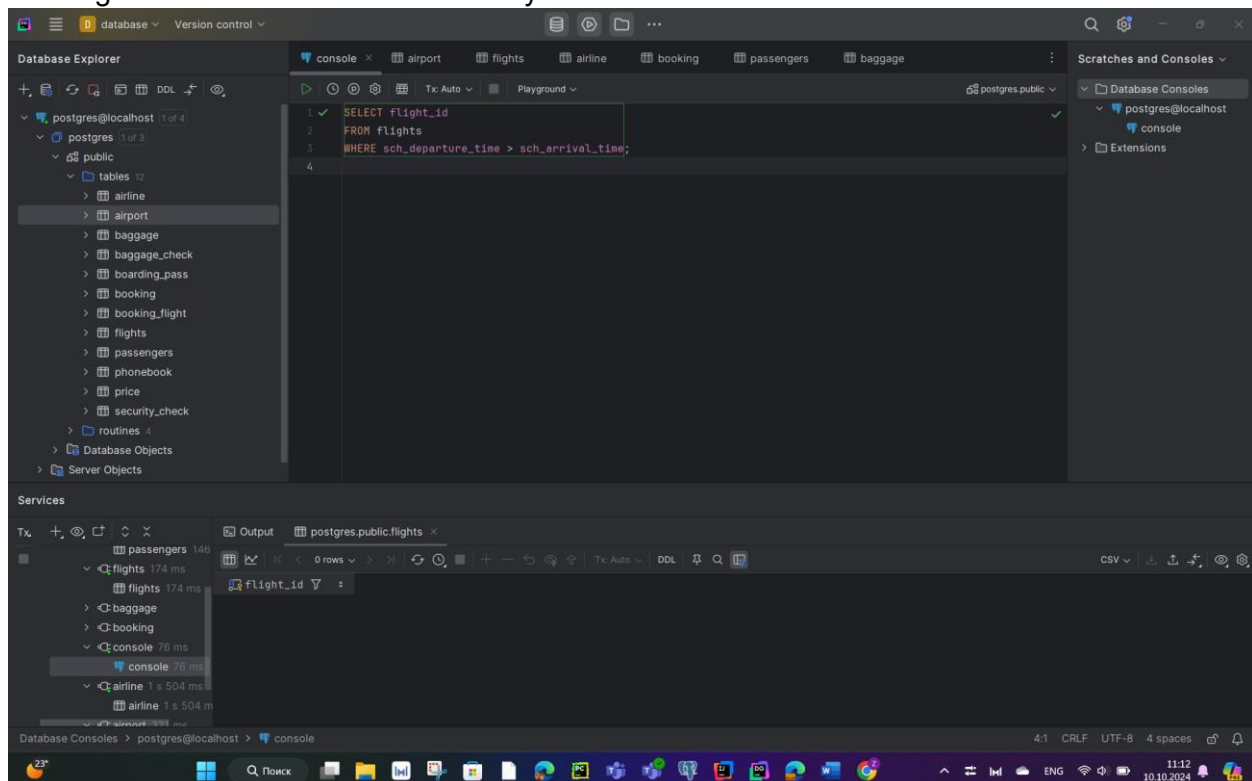 D database Version control
Database Explorer
console
airport
flights
airline
booking
passengers
baggage
Scratches and Consoles
DDL
Tx: Auto
Playground
postgres.public
postgres@localhost 1 of 4
postgres 1 of 3
public
tables 12
airline
airport
baggage
baggage_check
boarding_pass
booking
booking_flight
flights
passengers
phonebook
price
security_check
routines 4
Database Objects
Server Objects
1 SELECT flight_id
2 FROM flights
3 WHERE sch_departure_time > sch_arrival_time;
4
Database Consoles
postgres@localhost
console
Extensions
Services
Tx
Output
postgres.public.flights
passengers 146
flights 174 ms
flights 174 ms
baggage
booking
console 76 ms
console 76 ms
airline 1 s 504 ms
airline 1 s 504 m
0 rows
Tx: Auto
DDL
CSV
flight_id
Database Consoles > postgres@localhost > console
4:1 CRLF UTF-8 4 spaces
23°
Поиск
ENG
11:12
10.10.2024